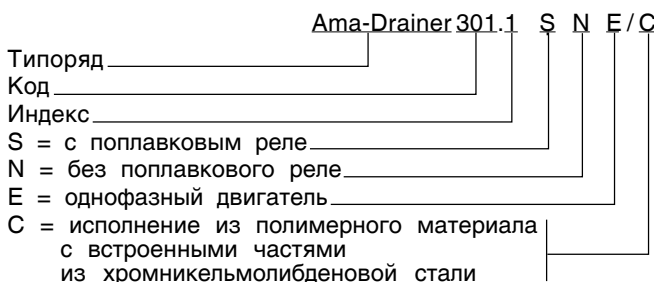 Ama-Drainer 301.1 S N E / C
Типоряд
Код
Индекс
S = с поплавковым реле
N = без поплавкового реле
E = однофазный двигатель
C = исполнение из полимерного материала
с встроенными частями
из хромникельмолибденовой стали